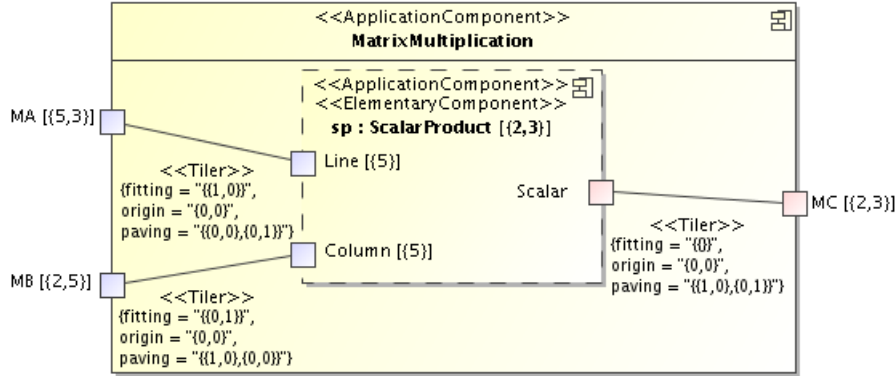 <<ApplicationComponent>>
MatrixMultiplication
<<ApplicationComponent>>
<<ElementaryComponent>>
sp : ScalarProduct [{2,3}]
MA [{5,3}]
Line [{5}]
<<Tiler>>
{fitting = "{{1,0}}",
origin = "{0,0}",
paving = "{{0,0},{0,1}}"}
Scalar
MC [{2,3}]
<<Tiler>>
{fitting = "{{}}",
origin = "{0,0}",
paving = "{{1,0},{0,1}}"}
Column [{5}]
MB [{2,5}]
<<Tiler>>
{fitting = "{{0,1}}",
origin = "{0,0}",
paving = "{{1,0},{0,0}}"}